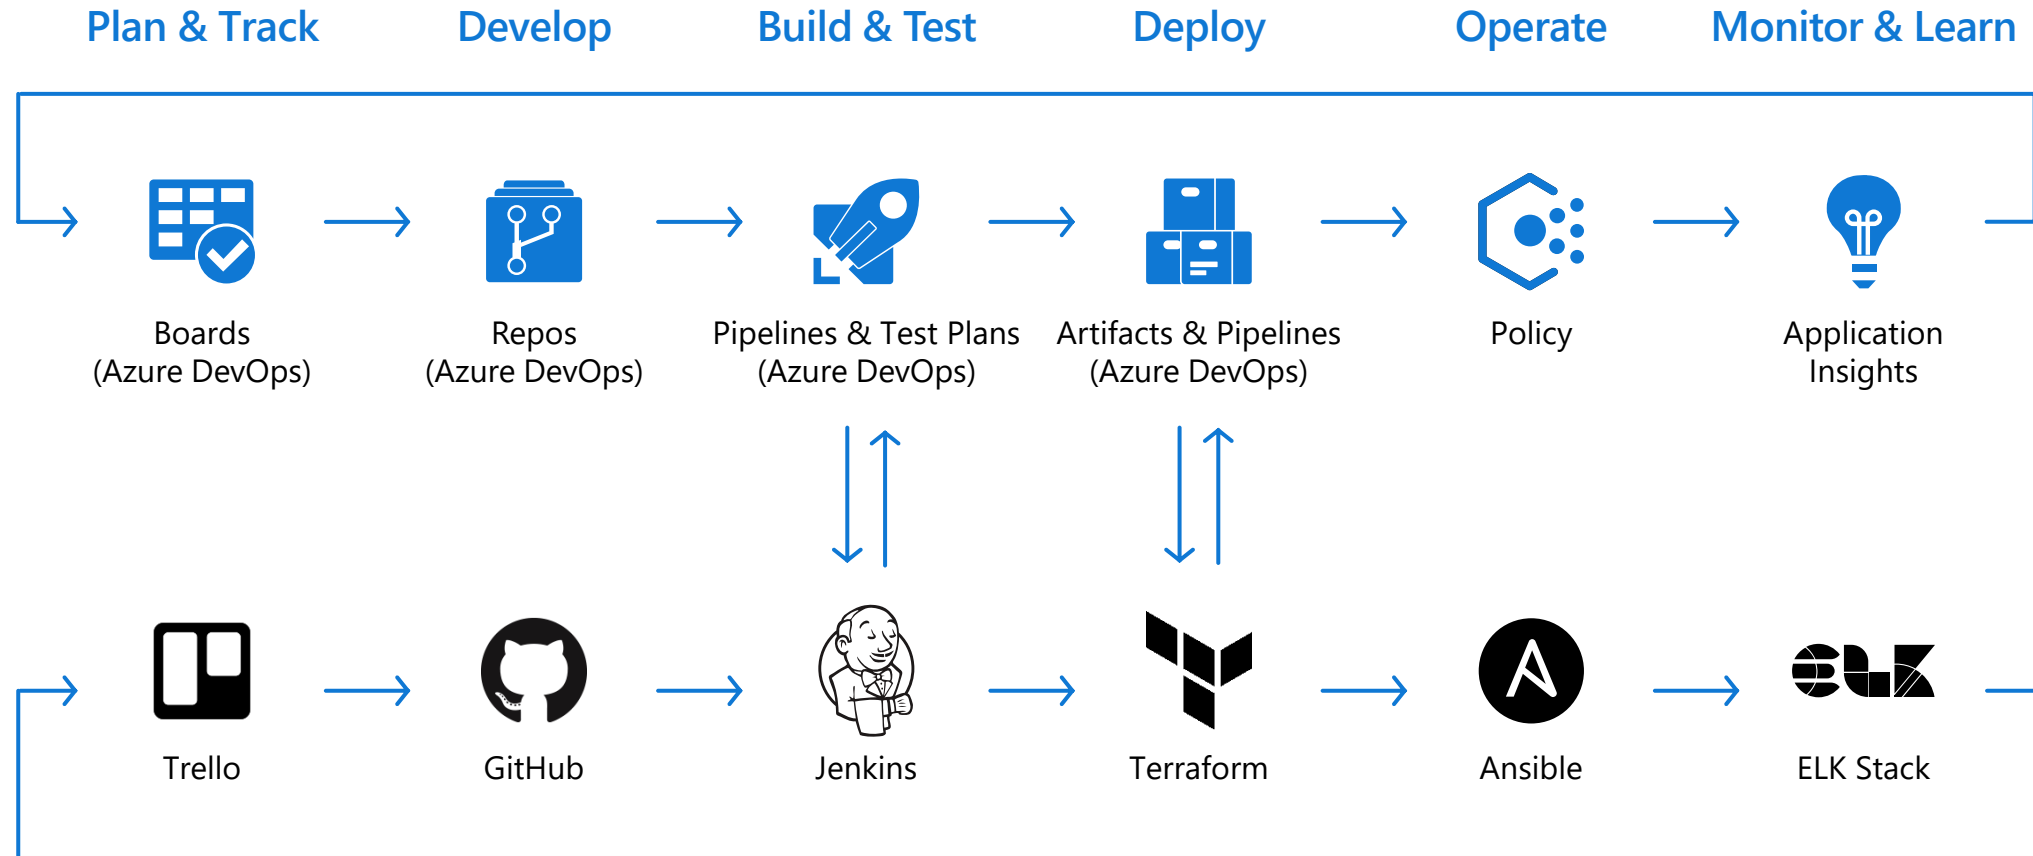 Plan & Track
Develop
Build & Test
Deploy
Operate
Monitor & Learn
Boards
(Azure DevOps)
Repos
(Azure DevOps)
Pipelines & Test Plans
(Azure DevOps)
Artifacts & Pipelines
(Azure DevOps)
Policy
Application
Insights
ELK
Trello
GitHub
Jenkins
Terraform
Ansible
ELK Stack